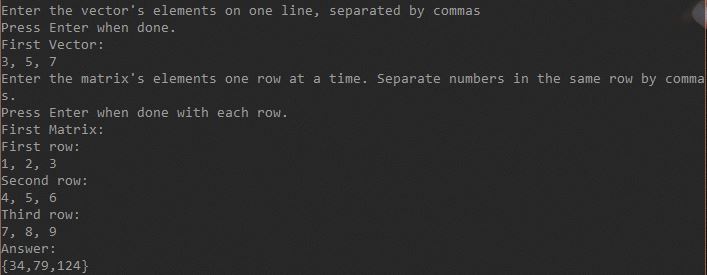 Enter the vector's elements on one line, separated by commas
Press Enter when done.
First Vector:
3, 5, 7
Enter the matrix's elements one row at a time. Separate numbers in the same row by comma
s.
Press Enter when done with each row.
First Matrix:
First row:
1, 2, 3
Second row:
4, 5, 6
Third row:
7, 8, 9
Answer:
{34,79,124}